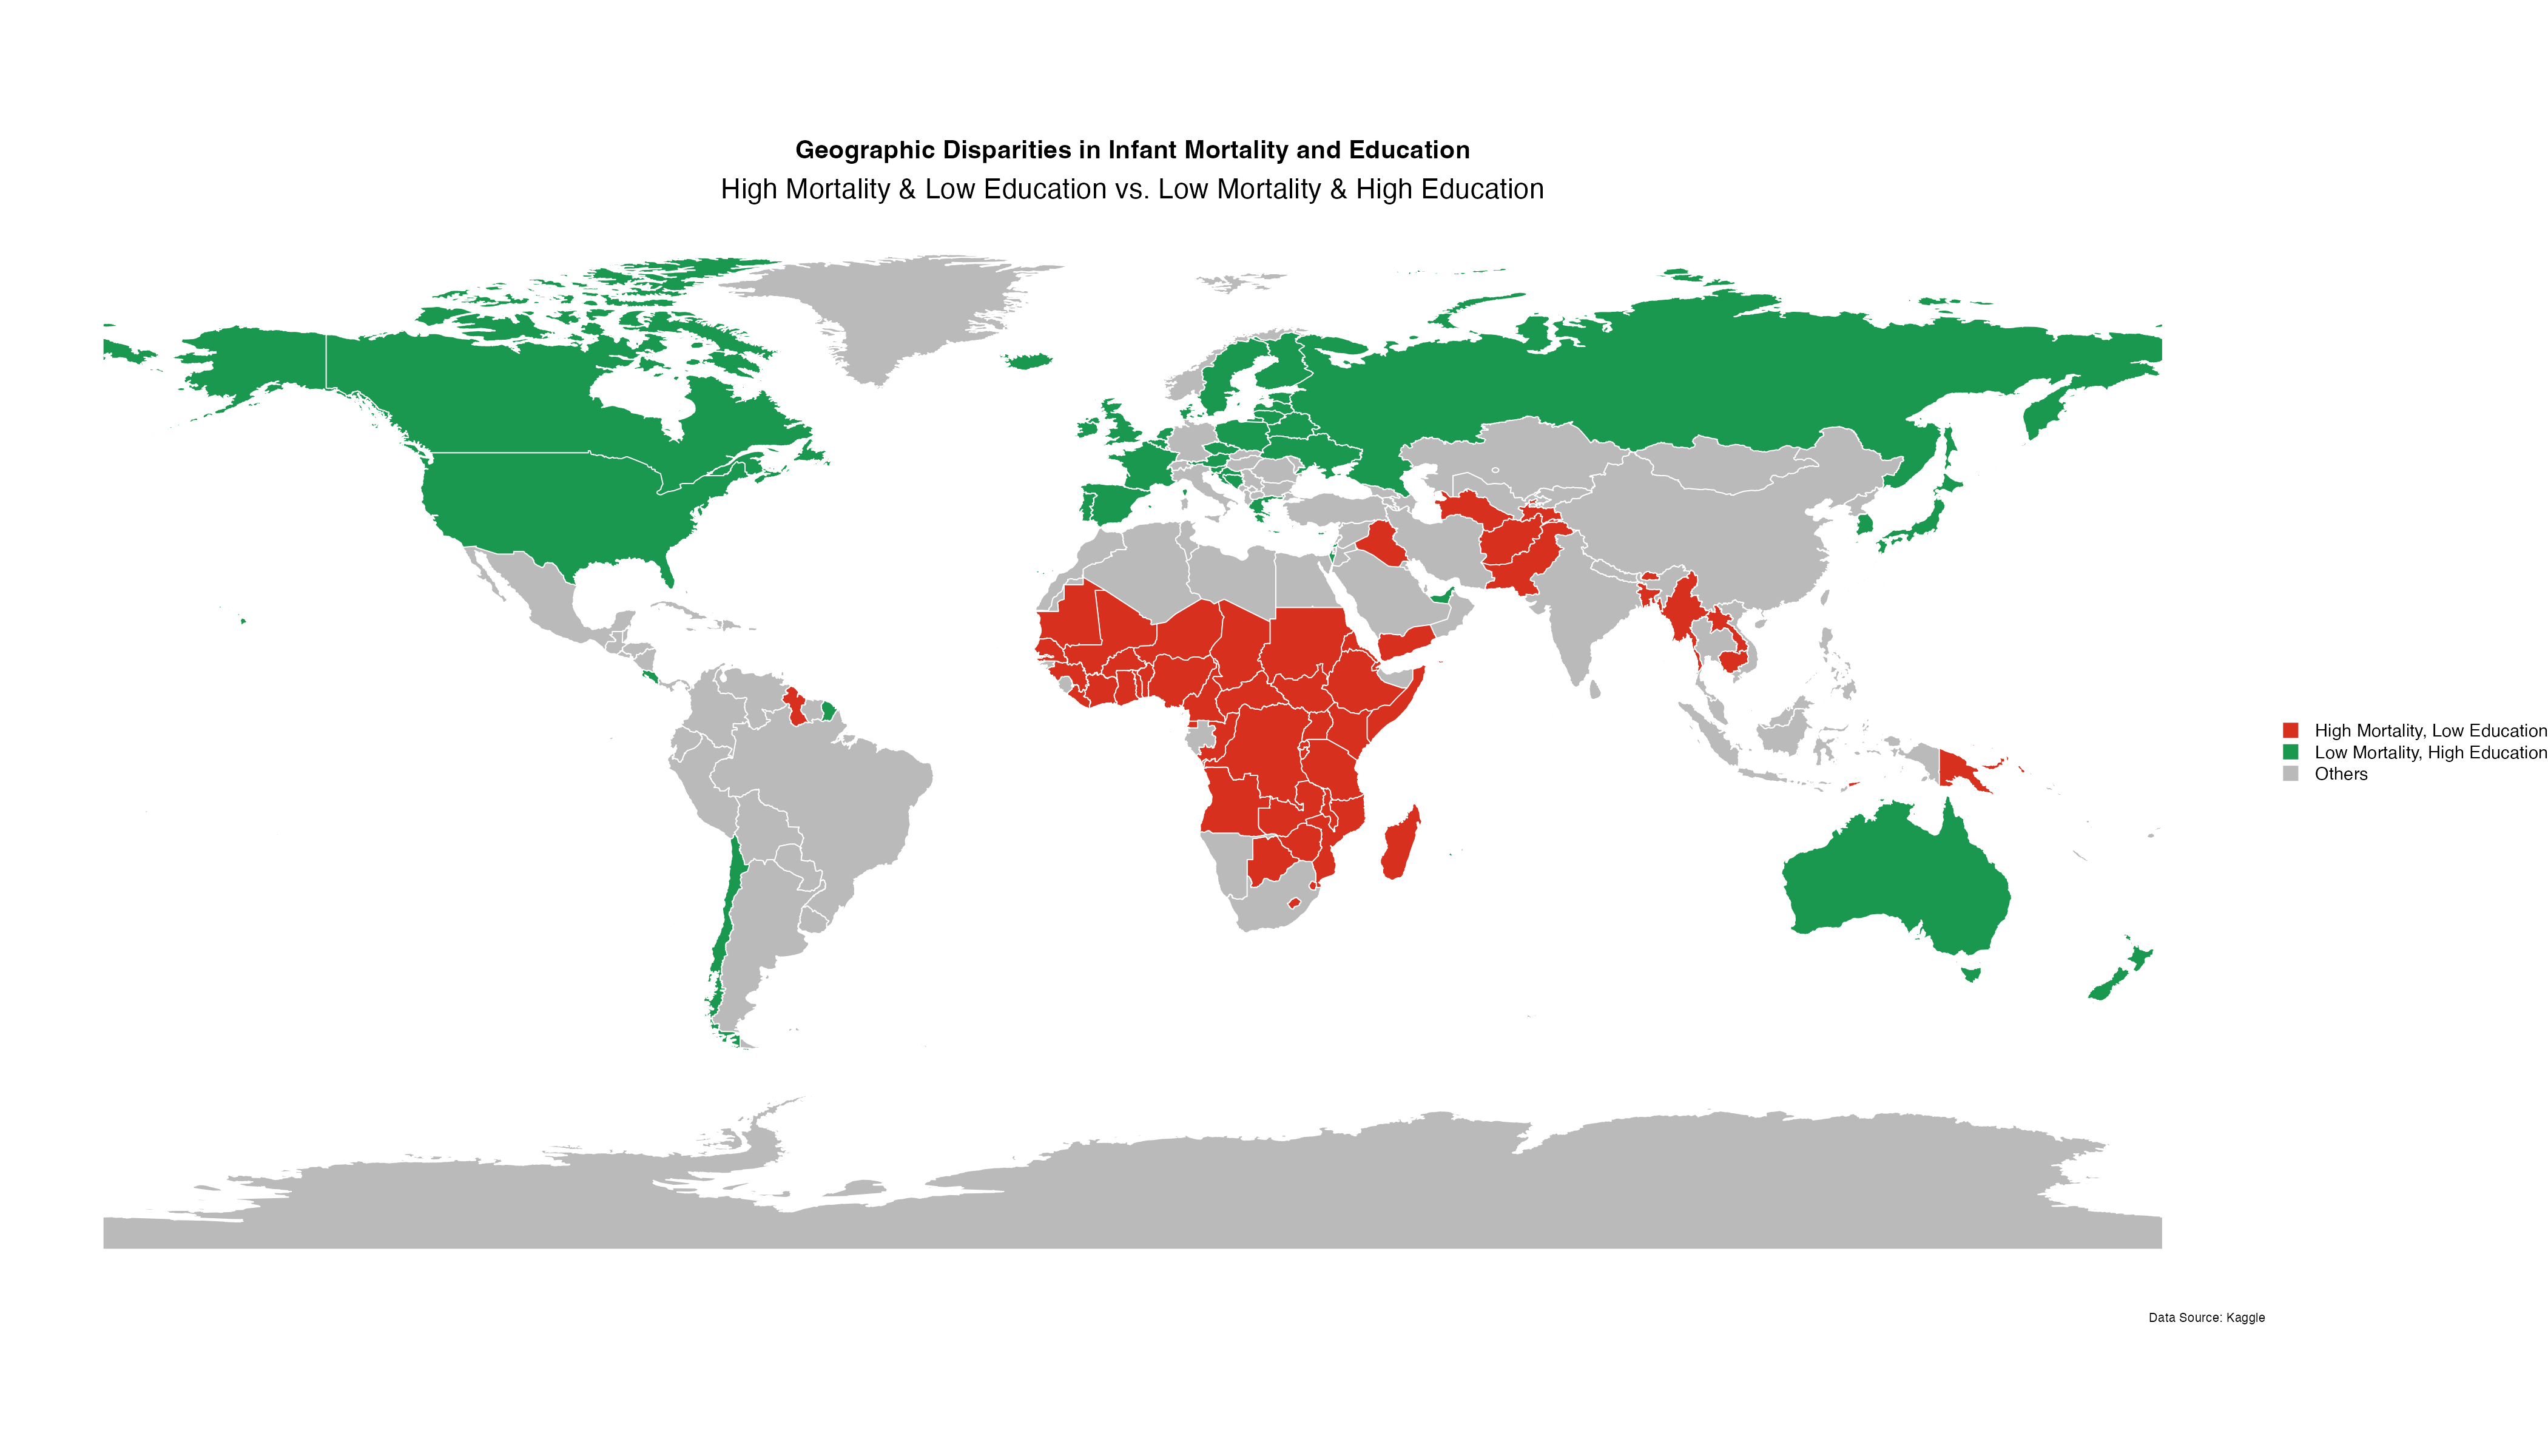 Geographic Disparities in Infant Mortality and Education
High Mortality & Low Education vs. Low Mortality & High Education
High Mortality, Low Education
Low Mortality, High Education
Others
Data Source: Kaggle